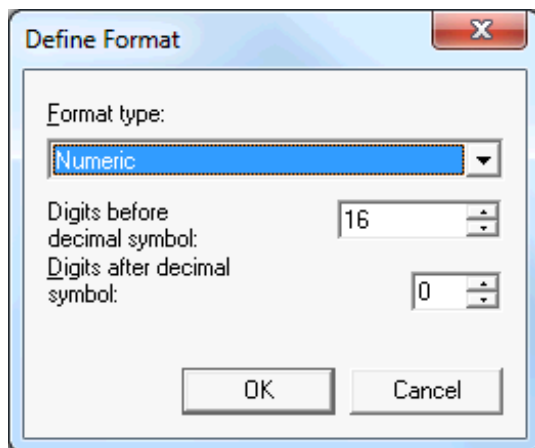 Define Format
Format type:
Numeric
Digits before
decimal symbol:
16
Digits after decimal
symbol:
0
OK
Cancel